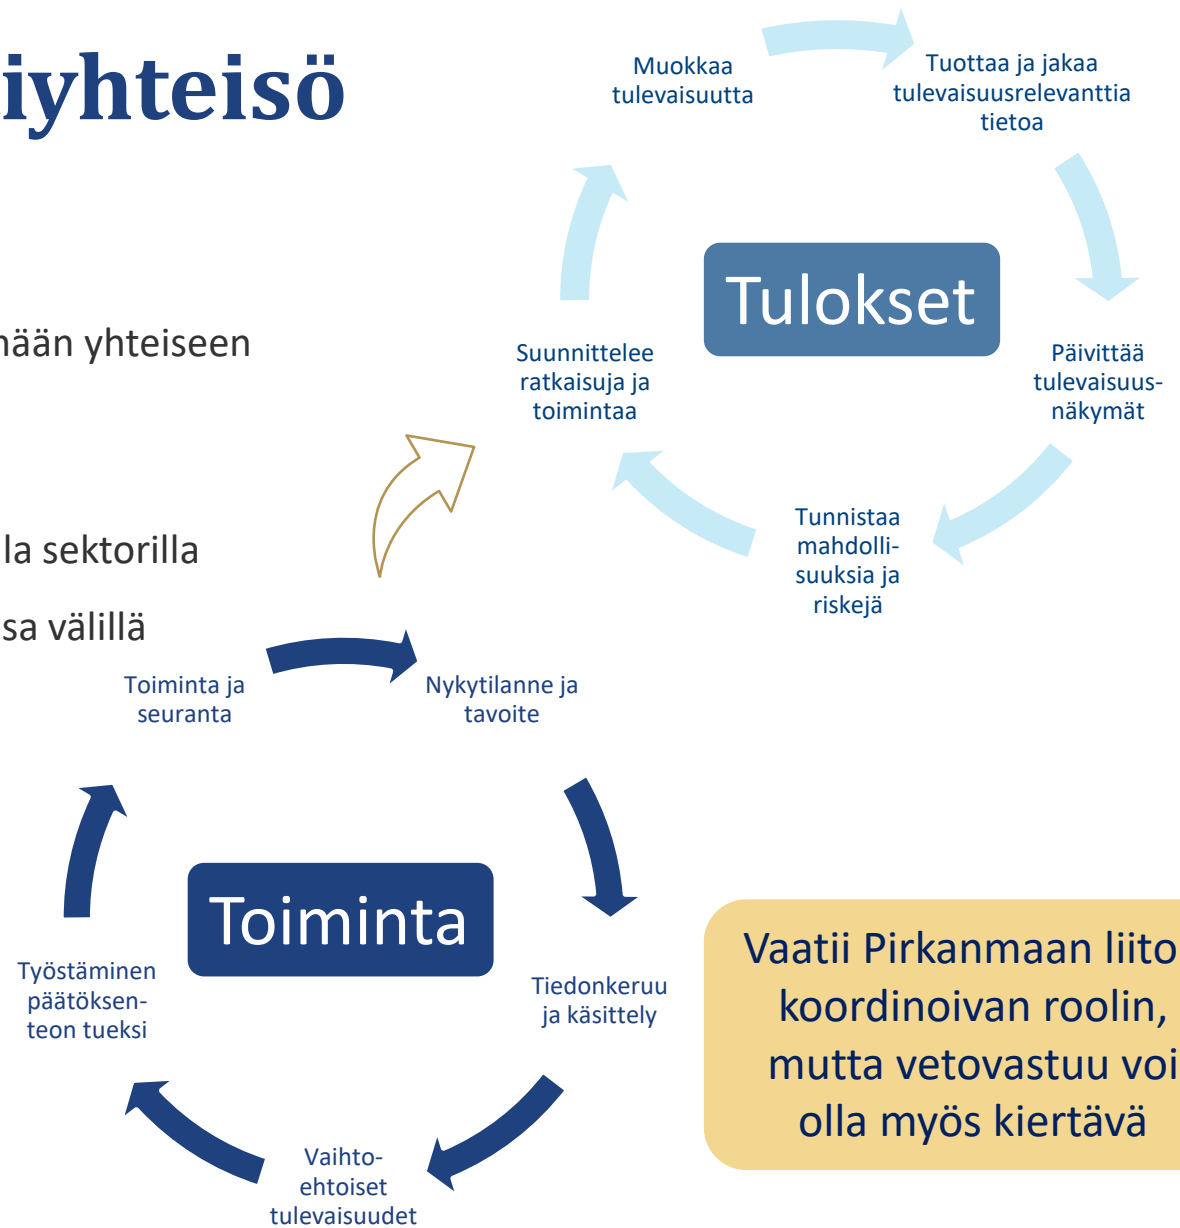 iyhteisö
nään yhteiseen
la sektorilla
sa välillä
Muokkaa
tulevaisuutta
Tuottaa ja jakaa
tulevaisuusrelevanttia
tietoa
Tulokset
Suunnittelee
ratkaisuja ja
toimintaa
Päivittää
tulevaisuus-
näkymät
Tunnistaa
mahdolli-
suuksia ja
riskejä
Toiminta ja
seuranta
Nykytilanne ja
tavoite
Toiminta
Työstäminen
päätöksen-
teon tueksi
Tiedonkeruu
ja käsittely
Vaihto-
ehtoiset
tulevaisuudet
Vaatii Pirkanmaan liito
koordinoivan roolin,
mutta vetovastuu voi
olla myös kiertävä